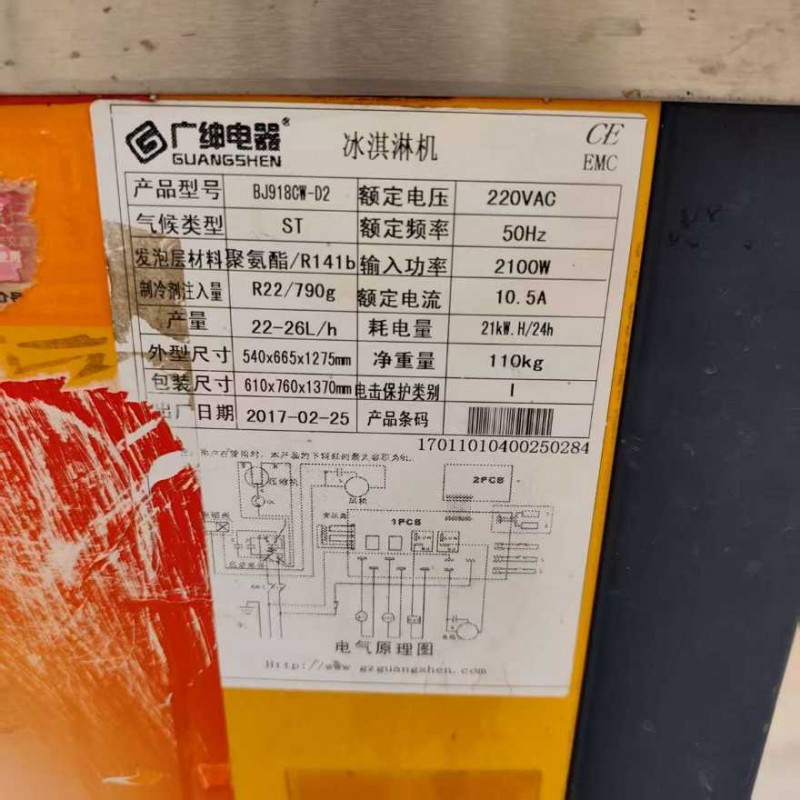 广绅电器®
GUANGSHEN
冰淇淋机
CE
EMC
产品型号 BJ918CW-D2 额定电压 220VAC
气候类型 ST 额定频率 50Hz
发泡层材料 聚氨酯/R141b 输入功率 2100W
制冷剂注入量 R22/790g 额定电流 10.5A
产量 22-26L/h 耗电量 21kW.H/24h
外型尺寸 540x665x1275mm 净重量 110kg
包装尺寸 610x760x1370mm 电击保护类别 I
出厂日期 2017-02-25 产品条码
17011010400250284
压缩机
2PCB
1PCB
电气原理图
Http://www.gzguangshen.com